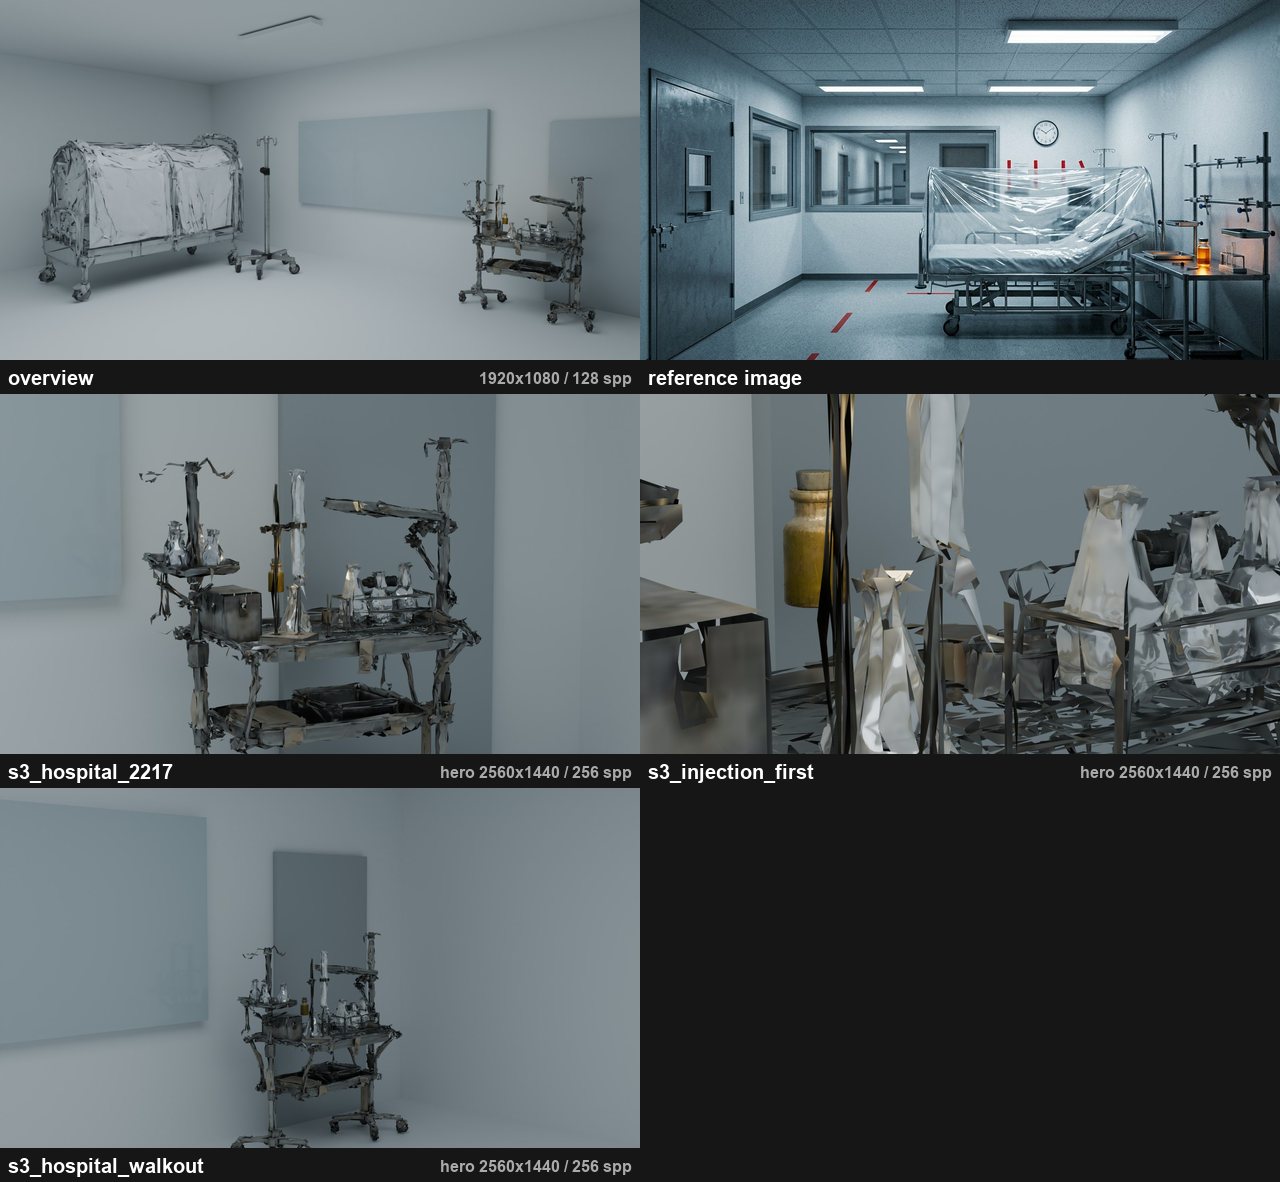 overview
1920x1080 / 128 spp
reference image
s3_hospital_2217
hero 2560x1440 / 256 spp
s3_injection_first
hero 2560x1440 / 256 spp
s3_hospital_walkout
hero 2560x1440 / 256 spp